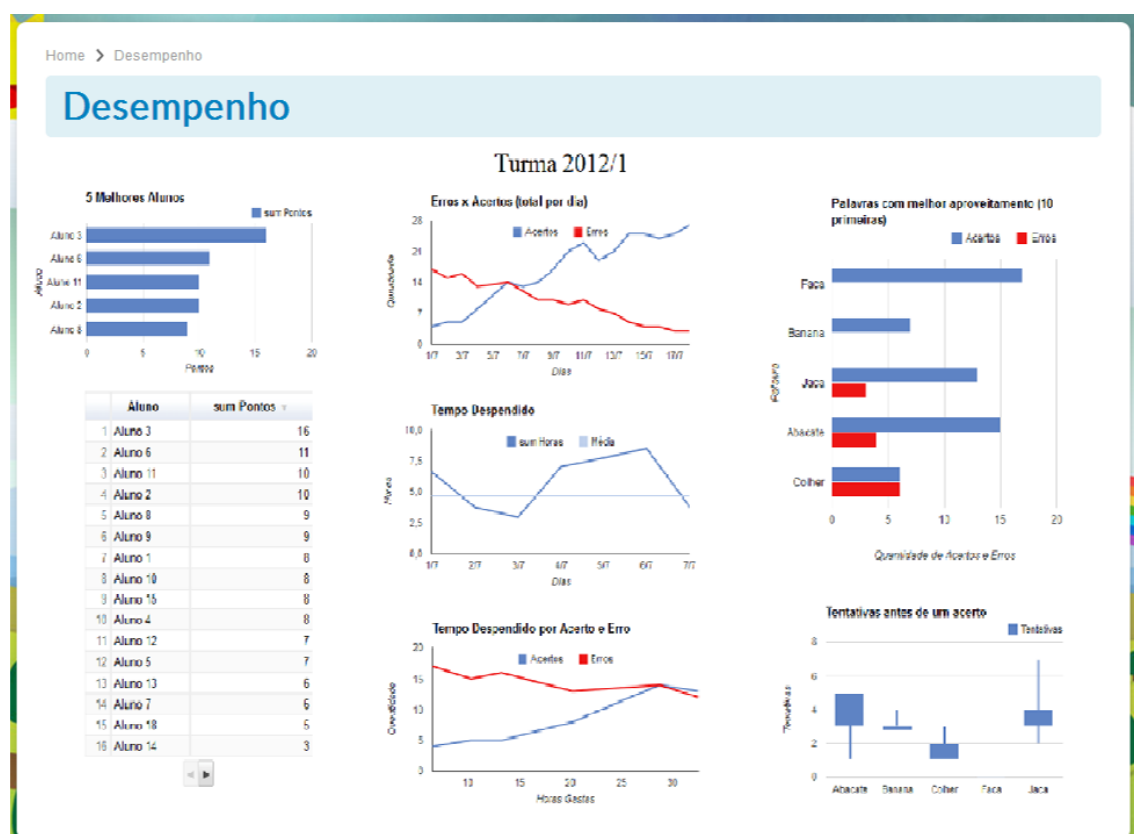 Home > Desempenho
Desempenho
Turma 2012/1
5 Melhores Alunos
sum Pontos
Aluno 3
Aluno 6
Aluno 11
Aluno 2
Aluno 8
0 5 10 15 20
Pontos
Aluno sum Pontos
1 Aluno 3 16
2 Aluno 6 11
3 Aluno 11 10
4 Aluno 2 10
5 Aluno 8 9
6 Aluno 9 9
7 Aluno 1 8
8 Aluno 10 8
9 Aluno 15 8
10 Aluno 4 8
11 Aluno 12 7
12 Aluno 5 7
13 Aluno 13 6
14 Aluno 7 6
15 Aluno 18 5
16 Aluno 14 3
Erros x Acertos (total por dia)
Acertos Erros
28
21
14
7
0
Quantidade
1/7 3/7 5/7 7/7 9/7 11/7 13/7 15/7 17/7
Dias
Tempo Despendido
sum Horas Média
10,0
7,5
5,0
2,5
0,0
Horas
1/7 2/7 3/7 4/7 5/7 6/7 7/7
Dias
Tempo Despendido por Acerto e Erro
Acertos Erros
20
15
10
5
0
Quantidade
10 15 20 25 30
Horas Gastas
Palavras com melhor aproveitamento (10
primeiras)
Acertos Erros
Faca
Banana
Jaca
Abacate
Colher
0 5 10 15 20
Quantidade de Acertos e Erros
Tentativas antes de um acerto
Tentativas
8
6
4
2
0
Tentativas
Abacate Banana Colher Faca Jaca